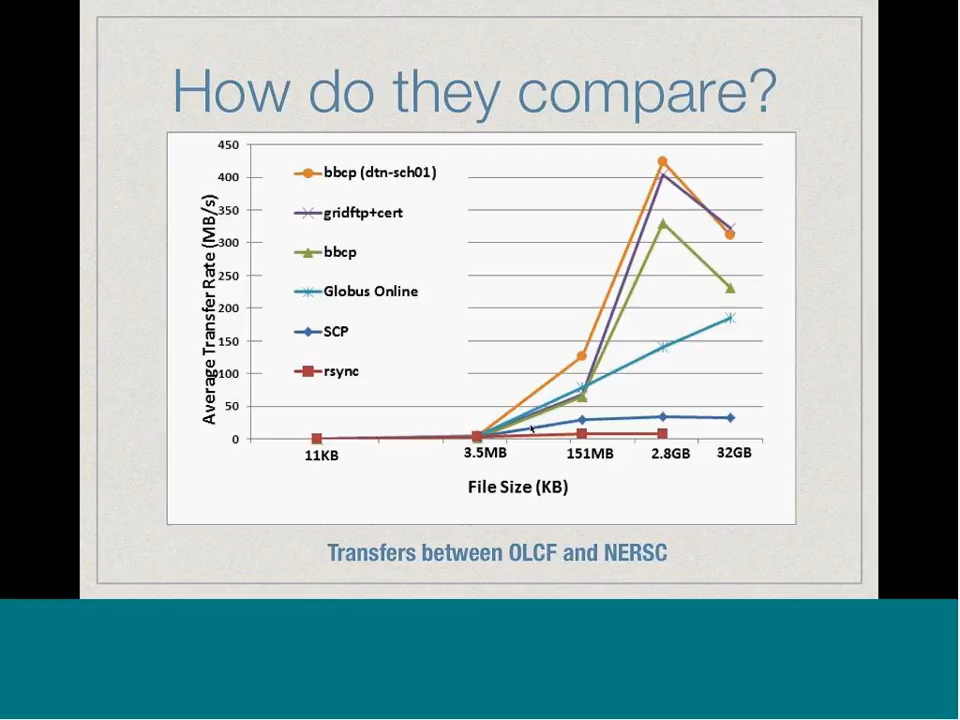 How do they compare?
450
400
350
300
250
200
150
100
50
0
Average Transfer Rate (MB/s)
bbcp (dtn-sch01)
gridftp+cert
bbcp
Globus Online
SCP
rsync
11KB 3.5MB 151MB 2.8GB 32GB
File Size (KB)
Transfers between OLCF and NERSC